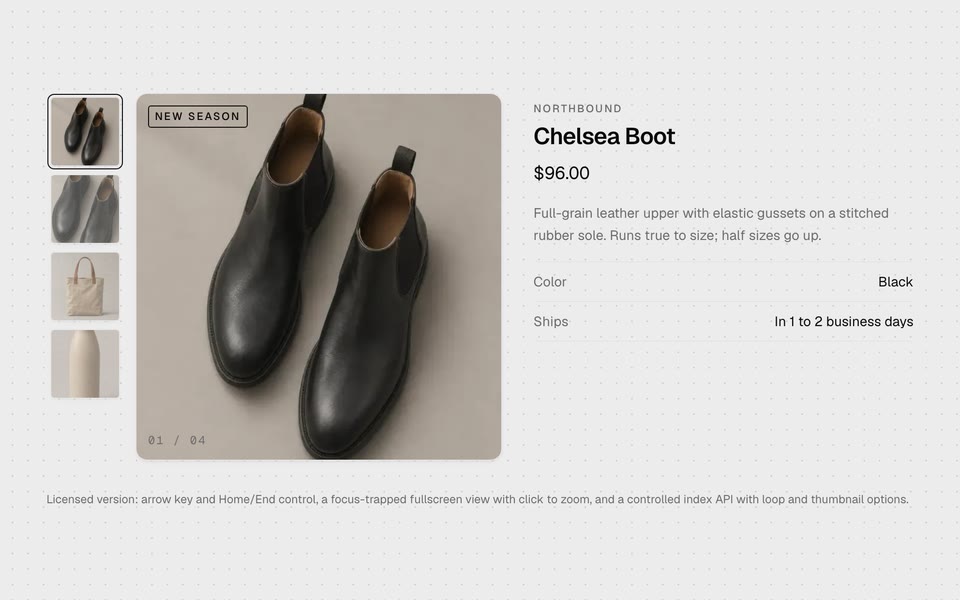 NEW SEASON
01 / 04
NORTHBOUND
Chelsea Boot
$96.00
Full-grain leather upper with elastic gussets on a stitched
rubber sole. Runs true to size; half sizes go up.
Color Black
Ships In 1 to 2 business days
Licensed version: arrow key and Home/End control, a focus-trapped fullscreen view with click to zoom, and a controlled index API with loop and thumbnail options.